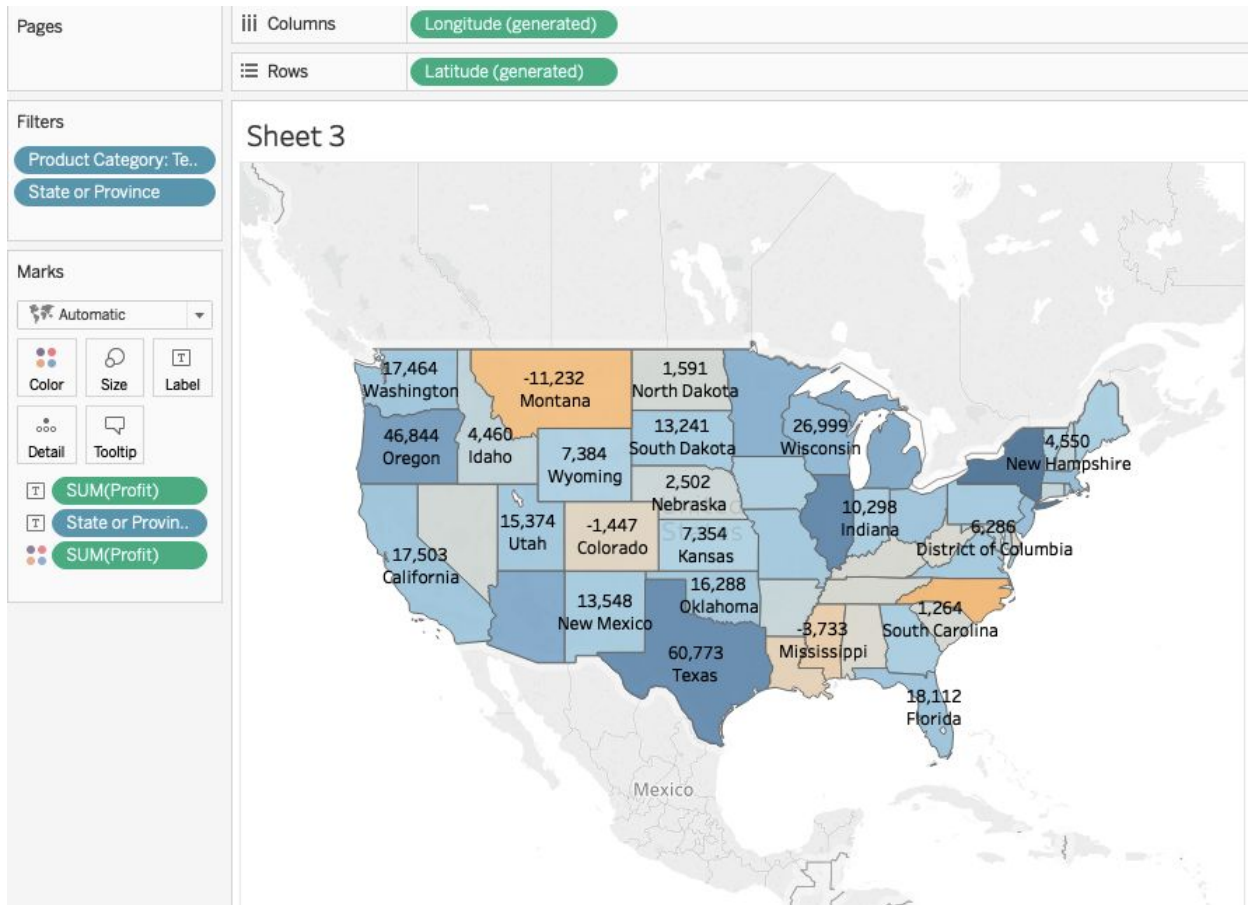 Pages
Columns
Longitude (generated)
Rows
Latitude (generated)
Filters
Product Category: Te..
State or Province
Marks
Automatic
Color
Size
Label
Detail
Tooltip
SUM(Profit)
State or Provin..
SUM(Profit)
Sheet 3
17,464
Washington
-11,232
Montana
1,591
North Dakota
46,844
Oregon
4,460
Idaho
7,384
Wyoming
13,241
South Dakota
26,999
Wisconsin
4,550
New Hampshire
2,502
Nebraska
15,374
Utah
-1,447
Colorado
7,354
Kansas
10,298
Indiana
6,286
District of Columbia
17,503
California
13,548
New Mexico
16,288
Oklahoma
-3,733
Mississippi
1,264
South Carolina
60,773
Texas
18,112
Florida
Mexico